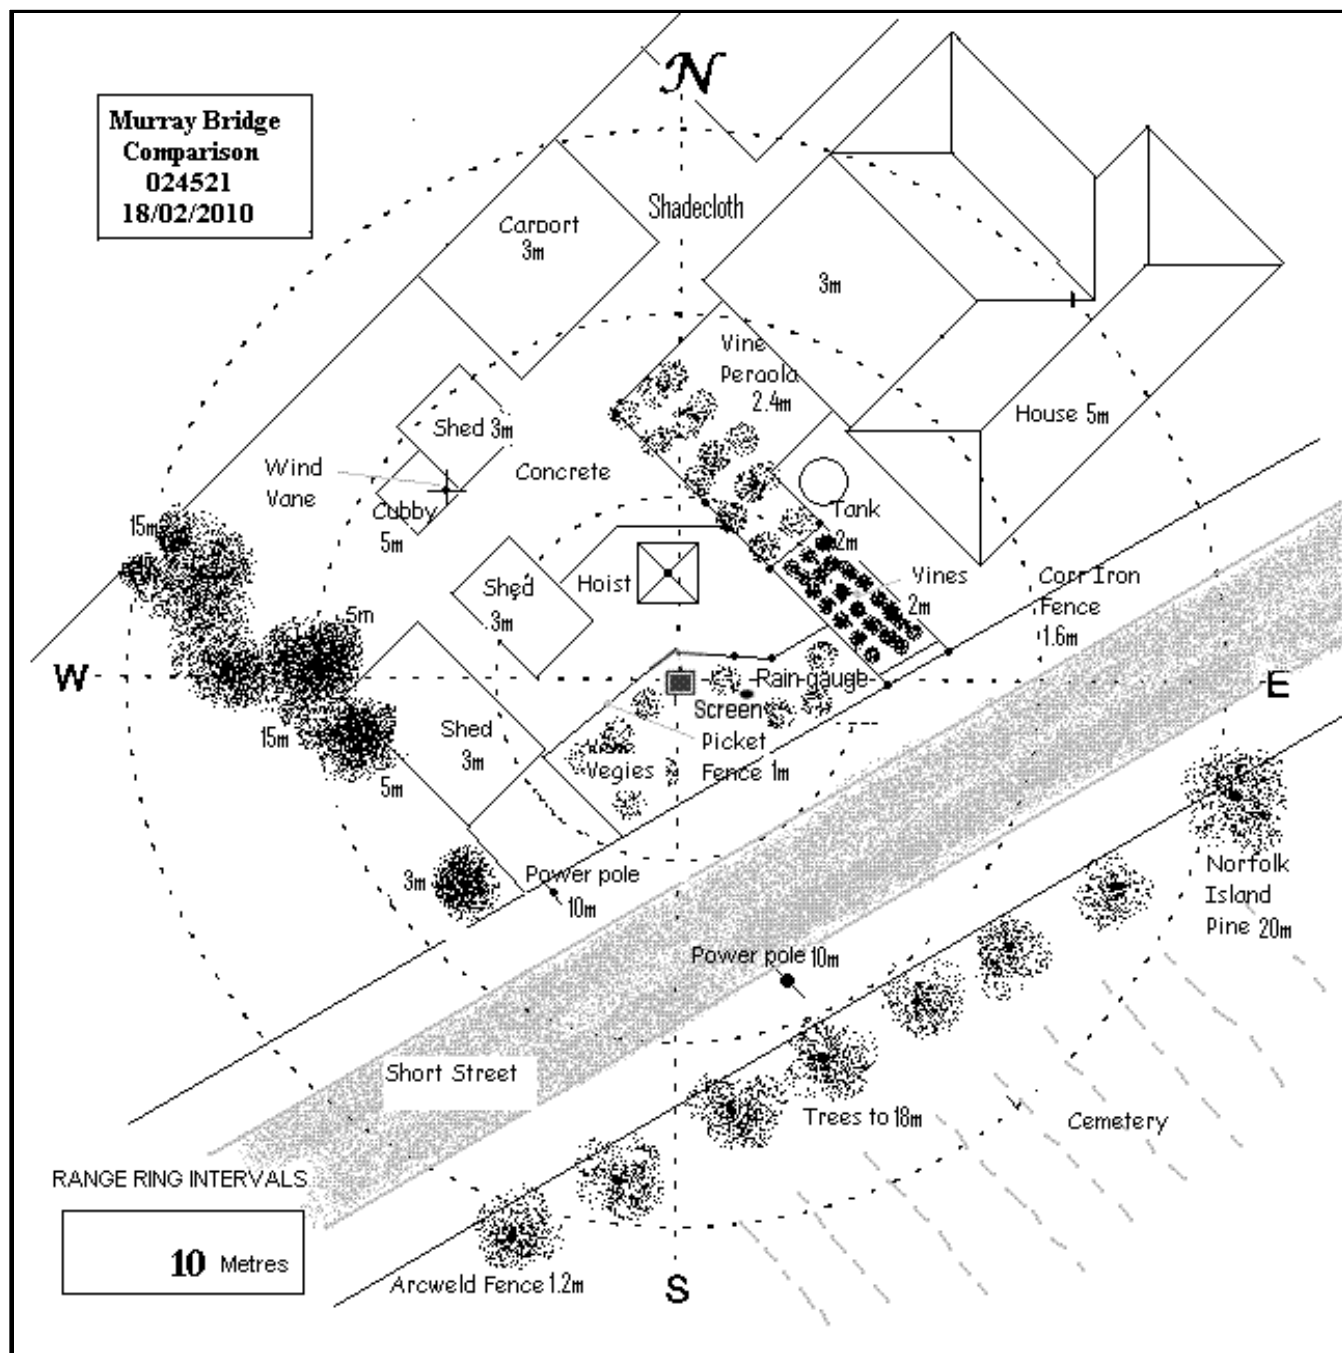 N
Murray Bridge
Comparison
024521
18/02/2010
Carport
3m
Shadecloth
3m
Vine
Pergola
2.4m
House 5m
Shed 3m
Wind
Vane
Concrete
Cubby
5m
15m
Tank
2m
Hoist
Shed
3m
Vines
2m
Corr Iron
Fence
1.6m
5m
W
E
Rain gauge
Screen
Picket
Fence 1m
15m
Shed
3m
Vegies
5m
3m
Power pole
10m
Norfolk
Island
Pine 20m
Power pole 10m
Short Street
Trees to 18m
Cemetery
RANGE RING INTERVALS
10 Metres
Arcweld Fence 1.2m
S